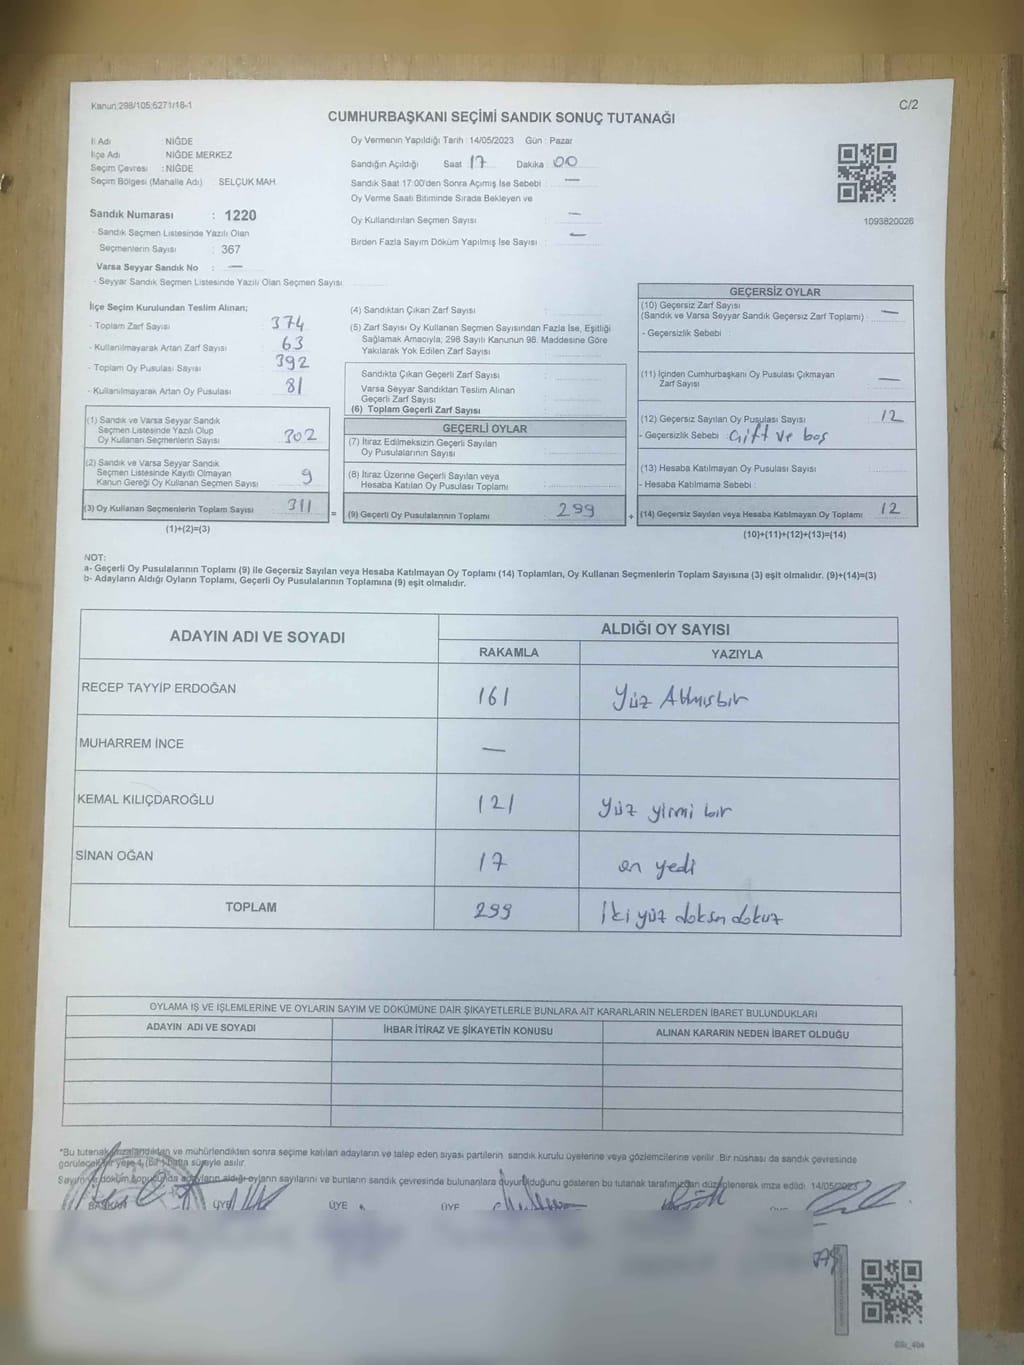 Kanun:298/105;6271/18-1
C/2
CUMHURBAŞKANI SEÇİMİ SANDIK SONUÇ TUTANAĞI
İl Adı : NİĞDE
İlçe Adı : NİĞDE MERKEZ
Seçim Çevresi : NİĞDE
Seçim Bölgesi (Mahalle Adı) SELÇUK MAH.
Sandık Numarası : 1220
- Sandık Seçmen Listesinde Yazılı Olan
Seçmenlerin Sayısı : 367
Varsa Seyyar Sandık No : —
- Seyyar Sandık Seçmen Listesinde Yazılı Olan Seçmen Sayısı
Oy Vermenin Yapıldığı Tarih : 14/05/2023 Gün : Pazar
Sandığın Açıldığı Saat : 17 Dakika : 00
Sandık Saat 17:00'den Sonra Açımış İse Sebebi : —
Oy Verme Saati Bitiminde Sırada Bekleyen ve
Oy Kullandırılan Seçmen Sayısı : —
Birden Fazla Sayım Döküm Yapılmış İse Sayısı : —
1093820026
İlçe Seçim Kurulundan Teslim Alınan;
- Toplam Zarf Sayısı : 374
- Kullanılmayarak Artan Zarf Sayısı : 63
- Toplam Oy Pusulası Sayısı : 392
- Kullanılmayarak Artan Oy Pusulası : 81
(1) Sandık ve Varsa Seyyar Sandık
Seçmen Listesinde Yazılı Olup
Oy Kullanan Seçmenlerin Sayısı : 302
(2) Sandık ve Varsa Seyyar Sandık
Seçmen Listesinde Kayıtlı Olmayan
Kanun Gereği Oy Kullanan Seçmen Sayısı : 9
(3) Oy Kullanan Seçmenlerin Toplam Sayısı : 311
(1)+(2)=(3)
(4) Sandıktan Çıkan Zarf Sayısı :
(5) Zarf Sayısı Oy Kullanan Seçmen Sayısından Fazla İse, Eşitliği
Sağlamak Amacıyla; 298 Sayılı Kanunun 98. Maddesine Göre
Yakılarak Yok Edilen Zarf Sayısı :
Sandıkta Çıkan Geçerli Zarf Sayısı :
Varsa Seyyar Sandıktan Teslim Alınan
Geçerli Zarf Sayısı :
(6) Toplam Geçerli Zarf Sayısı :
GEÇERLİ OYLAR
(7) İtiraz Edilmeksizin Geçerli Sayılan
Oy Pusulalarının Sayısı :
(8) İtiraz Üzerine Geçerli Sayılan veya
Hesaba Katılan Oy Pusulası Toplamı :
= (9) Geçerli Oy Pusulalarının Toplamı : 299
GEÇERSİZ OYLAR
(10) Geçersiz Zarf Sayısı
(Sandık ve Varsa Seyyar Sandık Geçersiz Zarf Toplamı) : —
- Geçersizlik Sebebi :
(11) İçinden Cumhurbaşkanı Oy Pusulası Çıkmayan
Zarf Sayısı —
(12) Geçersiz Sayılan Oy Pusulası Sayısı : 12
- Geçersizlik Sebebi : Çift ve boş
(13) Hesaba Katılmayan Oy Pusulası Sayısı :
- Hesaba Katılmama Sebebi :
+ (14) Geçersiz Sayılan veya Hesaba Katılmayan Oy Toplamı : 12
(10)+(11)+(12)+(13)=(14)
NOT:
a- Geçerli Oy Pusulalarının Toplamı (9) ile Geçersiz Sayılan veya Hesaba Katılmayan Oy Toplamı (14) Toplamları, Oy Kullanan Seçmenlerin Toplam Sayısına (3) eşit olmalıdır. (9)+(14)=(3)
b- Adayların Aldığı Oyların Toplamı, Geçerli Oy Pusulalarının Toplamına (9) eşit olmalıdır.
ADAYIN ADI VE SOYADI ALDIĞI OY SAYISI
RAKAMLA YAZIYLA
RECEP TAYYİP ERDOĞAN 161 Yüz Altmışbir
MUHARREM İNCE —
KEMAL KILIÇDAROĞLU 121 Yüz yirmi bir
SİNAN OĞAN 17 on yedi
TOPLAM 299 İki yüz doksan dokuz
OYLAMA İŞ VE İŞLEMLERİNE VE OYLARIN SAYIM VE DÖKÜMÜNE DAİR ŞİKAYETLERLE BUNLARA AİT KARARLARIN NELERDEN İBARET BULUNDUKLARI
ADAYIN ADI VE SOYADI İHBAR İTİRAZ VE ŞİKAYETİN KONUSU ALINAN KARARIN NEDEN İBARET OLDUĞU
*Bu tutanak imzalandıktan ve mühürlendikten sonra seçime katılan adayların ve talep eden siyasi partilerin sandık kurulu üyelerine veya gözlemcilerine verilir. Bir nüshası da sandık çevresinde
görülecek bir yere 1 (Bir) hafta süreyle asılır.
Sayım ve döküm sonucunda adayların aldığı oyların sayılarını ve bunların sandık çevresinde bulunanlara duyurulduğunu gösteren bu tutanak tarafımızdan düzenlenerek imza edildi. 14/05/2023
BAŞKAN ÜYE ÜYE ÜYE